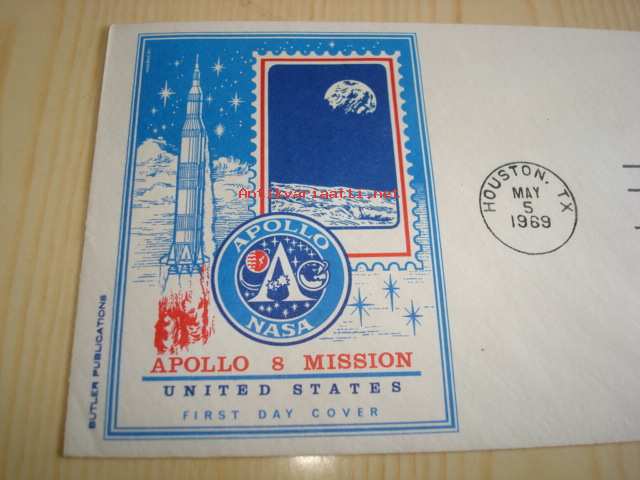 Antikvariaatti.net
APOLLO
NASA
APOLLO 8 MISSION
UNITED STATES
FIRST DAY COVER
BUTLER PUBLICATIONS
HOUSTON, TX
MAY
5
1969